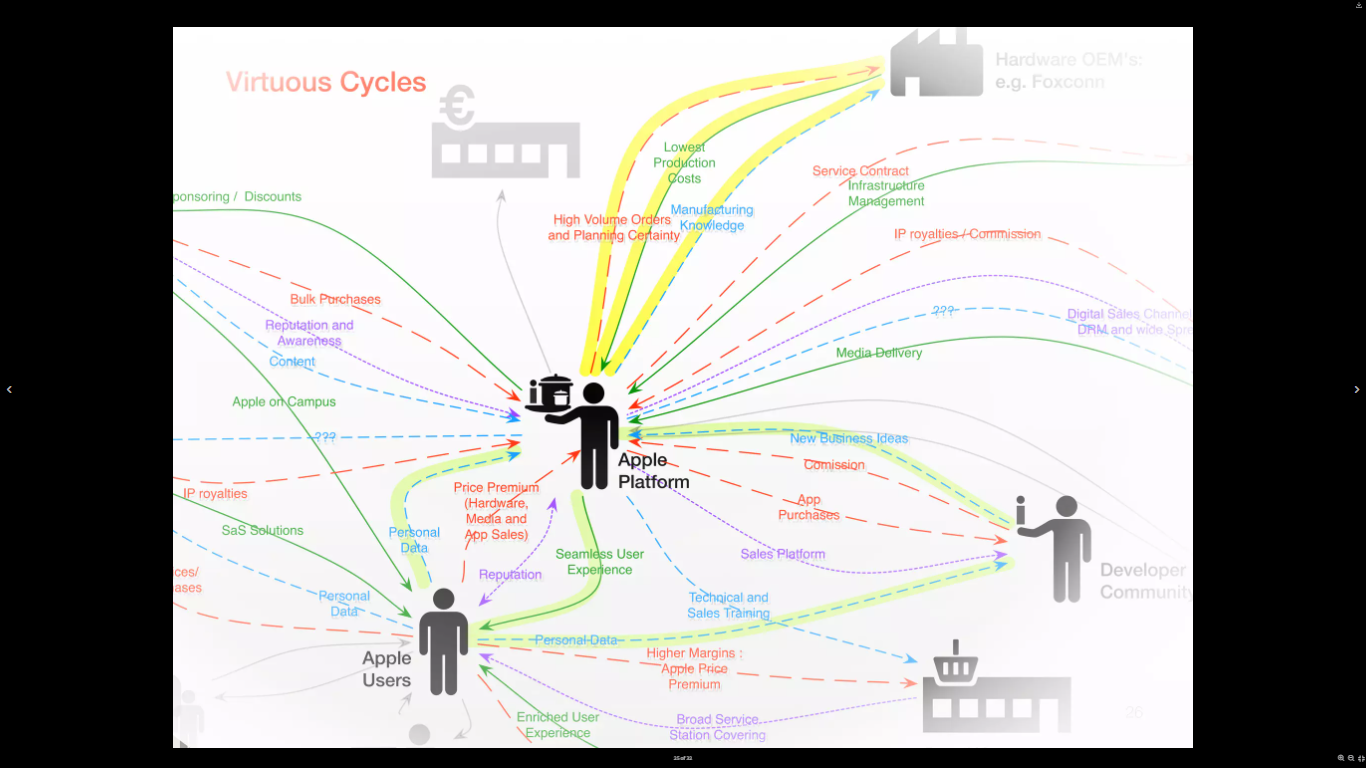 Virtuous Cycles
€
Hardware OEM's:
e.g. Foxconn
Lowest
Production
Costs
Service Contract
Infrastructure
Management
ponsoring / Discounts
High Volume Orders
and Planning Certainty
Manufacturing
Knowledge
IP royalties / Commission
Bulk Purchases
Reputation and
Awareness
Content
???
Digital Sales Channel
DRM and wide Spre
Media Delivery
Apple on Campus
???
New Business Ideas
Apple
Platform
Comission
IP royalties
Price Premium
(Hardware,
Media and
App Sales)
App
Purchases
SaS Solutions
Personal
Data
Seamless User
Experience
Sales Platform
Reputation
ces/
ases
Developer
Community
Personal
Data
Technical and
Sales Training
Personal Data
Apple
Users
Higher Margins :
Apple Price
Premium
Enriched User
Experience
Broad Service
Station Covering
26